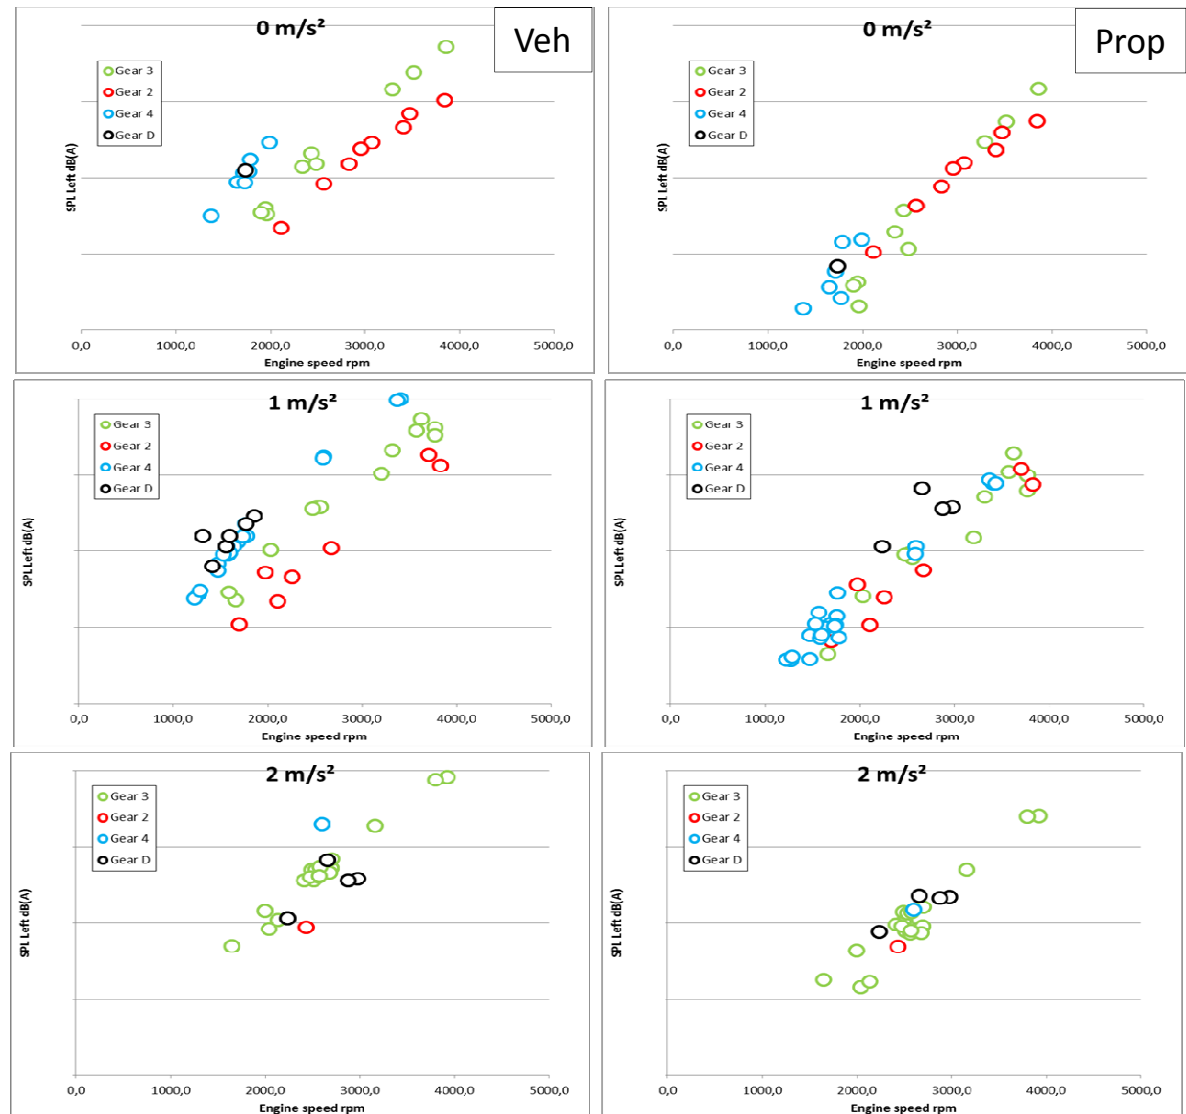 0 m/s²
Veh
Gear 3
Gear 2
Gear 4
Gear D
SPL Left dB(A)
0,0 1000,0 2000,0 3000,0 4000,0 5000,0
Engine speed rpm
0 m/s²
Prop
Gear 3
Gear 2
Gear 4
Gear D
SPL Left dB(A)
0,0 1000,0 2000,0 3000,0 4000,0 5000,0
Engine speed rpm
1 m/s²
Gear 3
Gear 2
Gear 4
Gear D
SPL Left dB(A)
0,0 1000,0 2000,0 3000,0 4000,0 5000,0
Engine speed rpm
1 m/s²
Gear 3
Gear 2
Gear 4
Gear D
SPL Left dB(A)
0,0 1000,0 2000,0 3000,0 4000,0 5000,0
Engine speed rpm
2 m/s²
Gear 3
Gear 2
Gear 4
Gear D
SPL Left dB(A)
0,0 1000,0 2000,0 3000,0 4000,0 5000,0
Engine speed rpm
2 m/s²
Gear 3
Gear 2
Gear 4
Gear D
SPL Left dB(A)
0,0 1000,0 2000,0 3000,0 4000,0 5000,0
Engine speed rpm